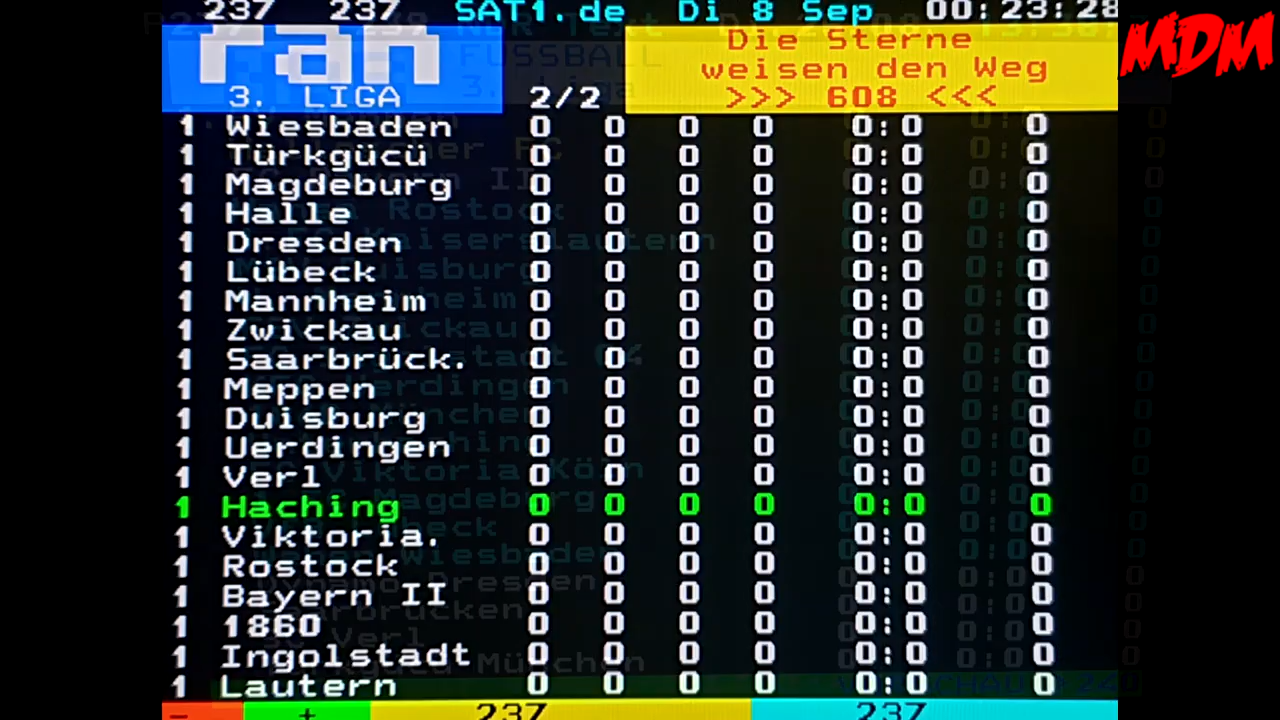 237 237 SAT1.de Di 8 Sep 00:23:28
MDM
ran
Die Sterne
weisen den Weg
3. LIGA 2/2 >>> 608 <<<
1 Wiesbaden 0 0 0 0 0:0 0
1 Türkgücü 0 0 0 0 0:0 0
1 Magdeburg 0 0 0 0 0:0 0
1 Halle 0 0 0 0 0:0 0
1 Dresden 0 0 0 0 0:0 0
1 Lübeck 0 0 0 0 0:0 0
1 Mannheim 0 0 0 0 0:0 0
1 Zwickau 0 0 0 0 0:0 0
1 Saarbrück. 0 0 0 0 0:0 0
1 Meppen 0 0 0 0 0:0 0
1 Duisburg 0 0 0 0 0:0 0
1 Uerdingen 0 0 0 0 0:0 0
1 Verl 0 0 0 0 0:0 0
1 Haching 0 0 0 0 0:0 0
1 Viktoria. 0 0 0 0 0:0 0
1 Rostock 0 0 0 0 0:0 0
1 Bayern II 0 0 0 0 0:0 0
1 1860 0 0 0 0 0:0 0
1 Ingolstadt 0 0 0 0 0:0 0
1 Lautern 0 0 0 0 0:0 0
- + 237 237